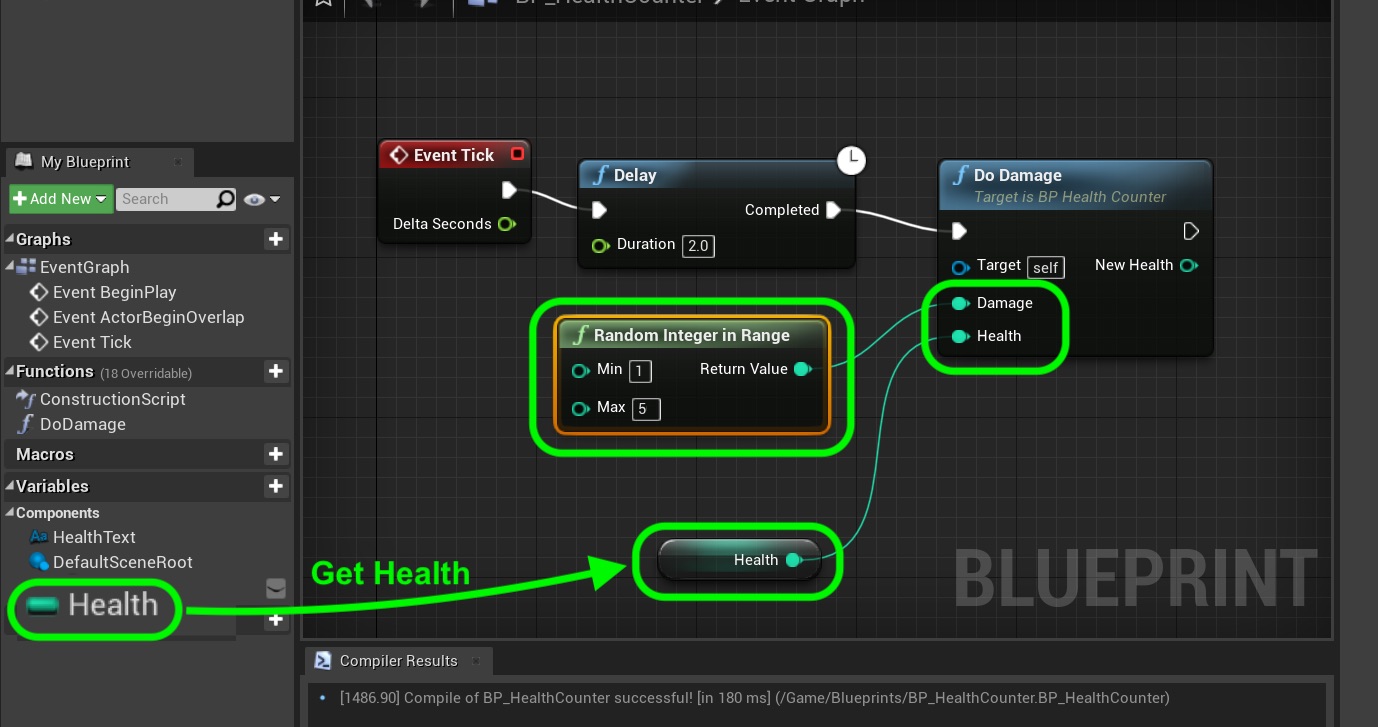 BP_HealthCounter > Event Graph
My Blueprint
Add New
Search
Graphs
EventGraph
Event BeginPlay
Event ActorBeginOverlap
Event Tick
Functions (18 Overridable)
ConstructionScript
DoDamage
Macros
Variables
Components
HealthText
DefaultSceneRoot
Health
Get Health
Event Tick
Delta Seconds
Delay
Completed
Duration 2.0
Do Damage
Target is BP Health Counter
Target self
New Health
Damage
Health
Random Integer in Range
Min 1
Return Value
Max 5
Health
BLUEPRINT
Compiler Results
[1486.90] Compile of BP_HealthCounter successful! [in 180 ms] (/Game/Blueprints/BP_HealthCounter.BP_HealthCounter)